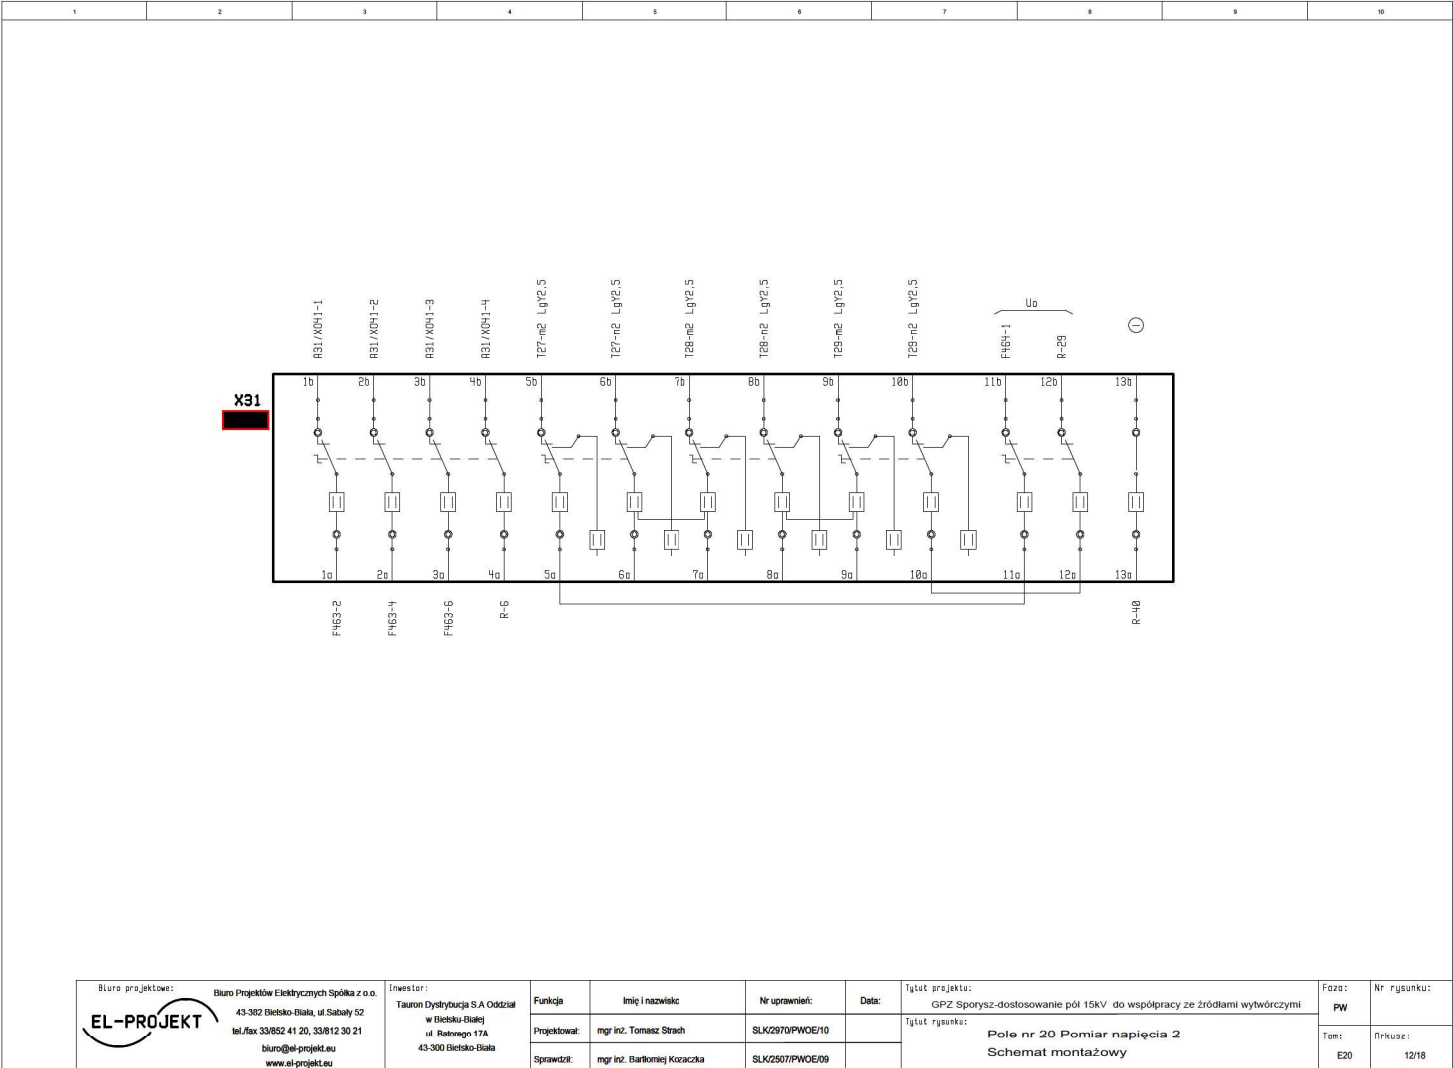 1 2 3 4 5 6 7 8 9 10
A31/X041-1
A31/X041-2
A31/X041-3
A31/X041-4
T27-m2 LgY2,5
T27-n2 LgY2,5
T28-m2 LgY2,5
T28-n2 LgY2,5
T29-m2 LgY2,5
T29-n2 LgY2,5
Uo
F464-1
R-29
X31
1b 2b 3b 4b 5b 6b 7b 8b 9b 10b 11b 12b 13b
1a 2a 3a 4a 5a 6a 7a 8a 9a 10a 11a 12a 13a
F463-2
F463-4
F463-6
R-6
R-40
Biuro projektowe:
EL-PROJEKT
Biuro Projektów Elektrycznych Spółka z o.o.
43-382 Bielsko-Biała, ul.Sabały 52
tel./fax 33/852 41 20, 33/812 30 21
biuro@el-projekt.eu
www.el-projekt.eu
Inwestor:
Tauron Dystrybucja S.A Oddział
w Bielsku-Białej
ul. Batorego 17A
43-300 Bielsko-Biała
Funkcja Imię i nazwisko Nr uprawnień: Data:
Projektował: mgr inż. Tomasz Strach SLK/2970/PWOE/10
Sprawdził: mgr inż. Bartłomiej Kozaczka SLK/2507/PWOE/09
Tytuł projektu:
GPZ Sporysz-dostosowanie pól 15kV do współpracy ze źródłami wytwórczymi
Tytuł rysunku:
Pole nr 20 Pomiar napięcia 2
Schemat montażowy
Faza:
PW
Nr rysunku:
Tom:
E20
Arkusz:
12/18